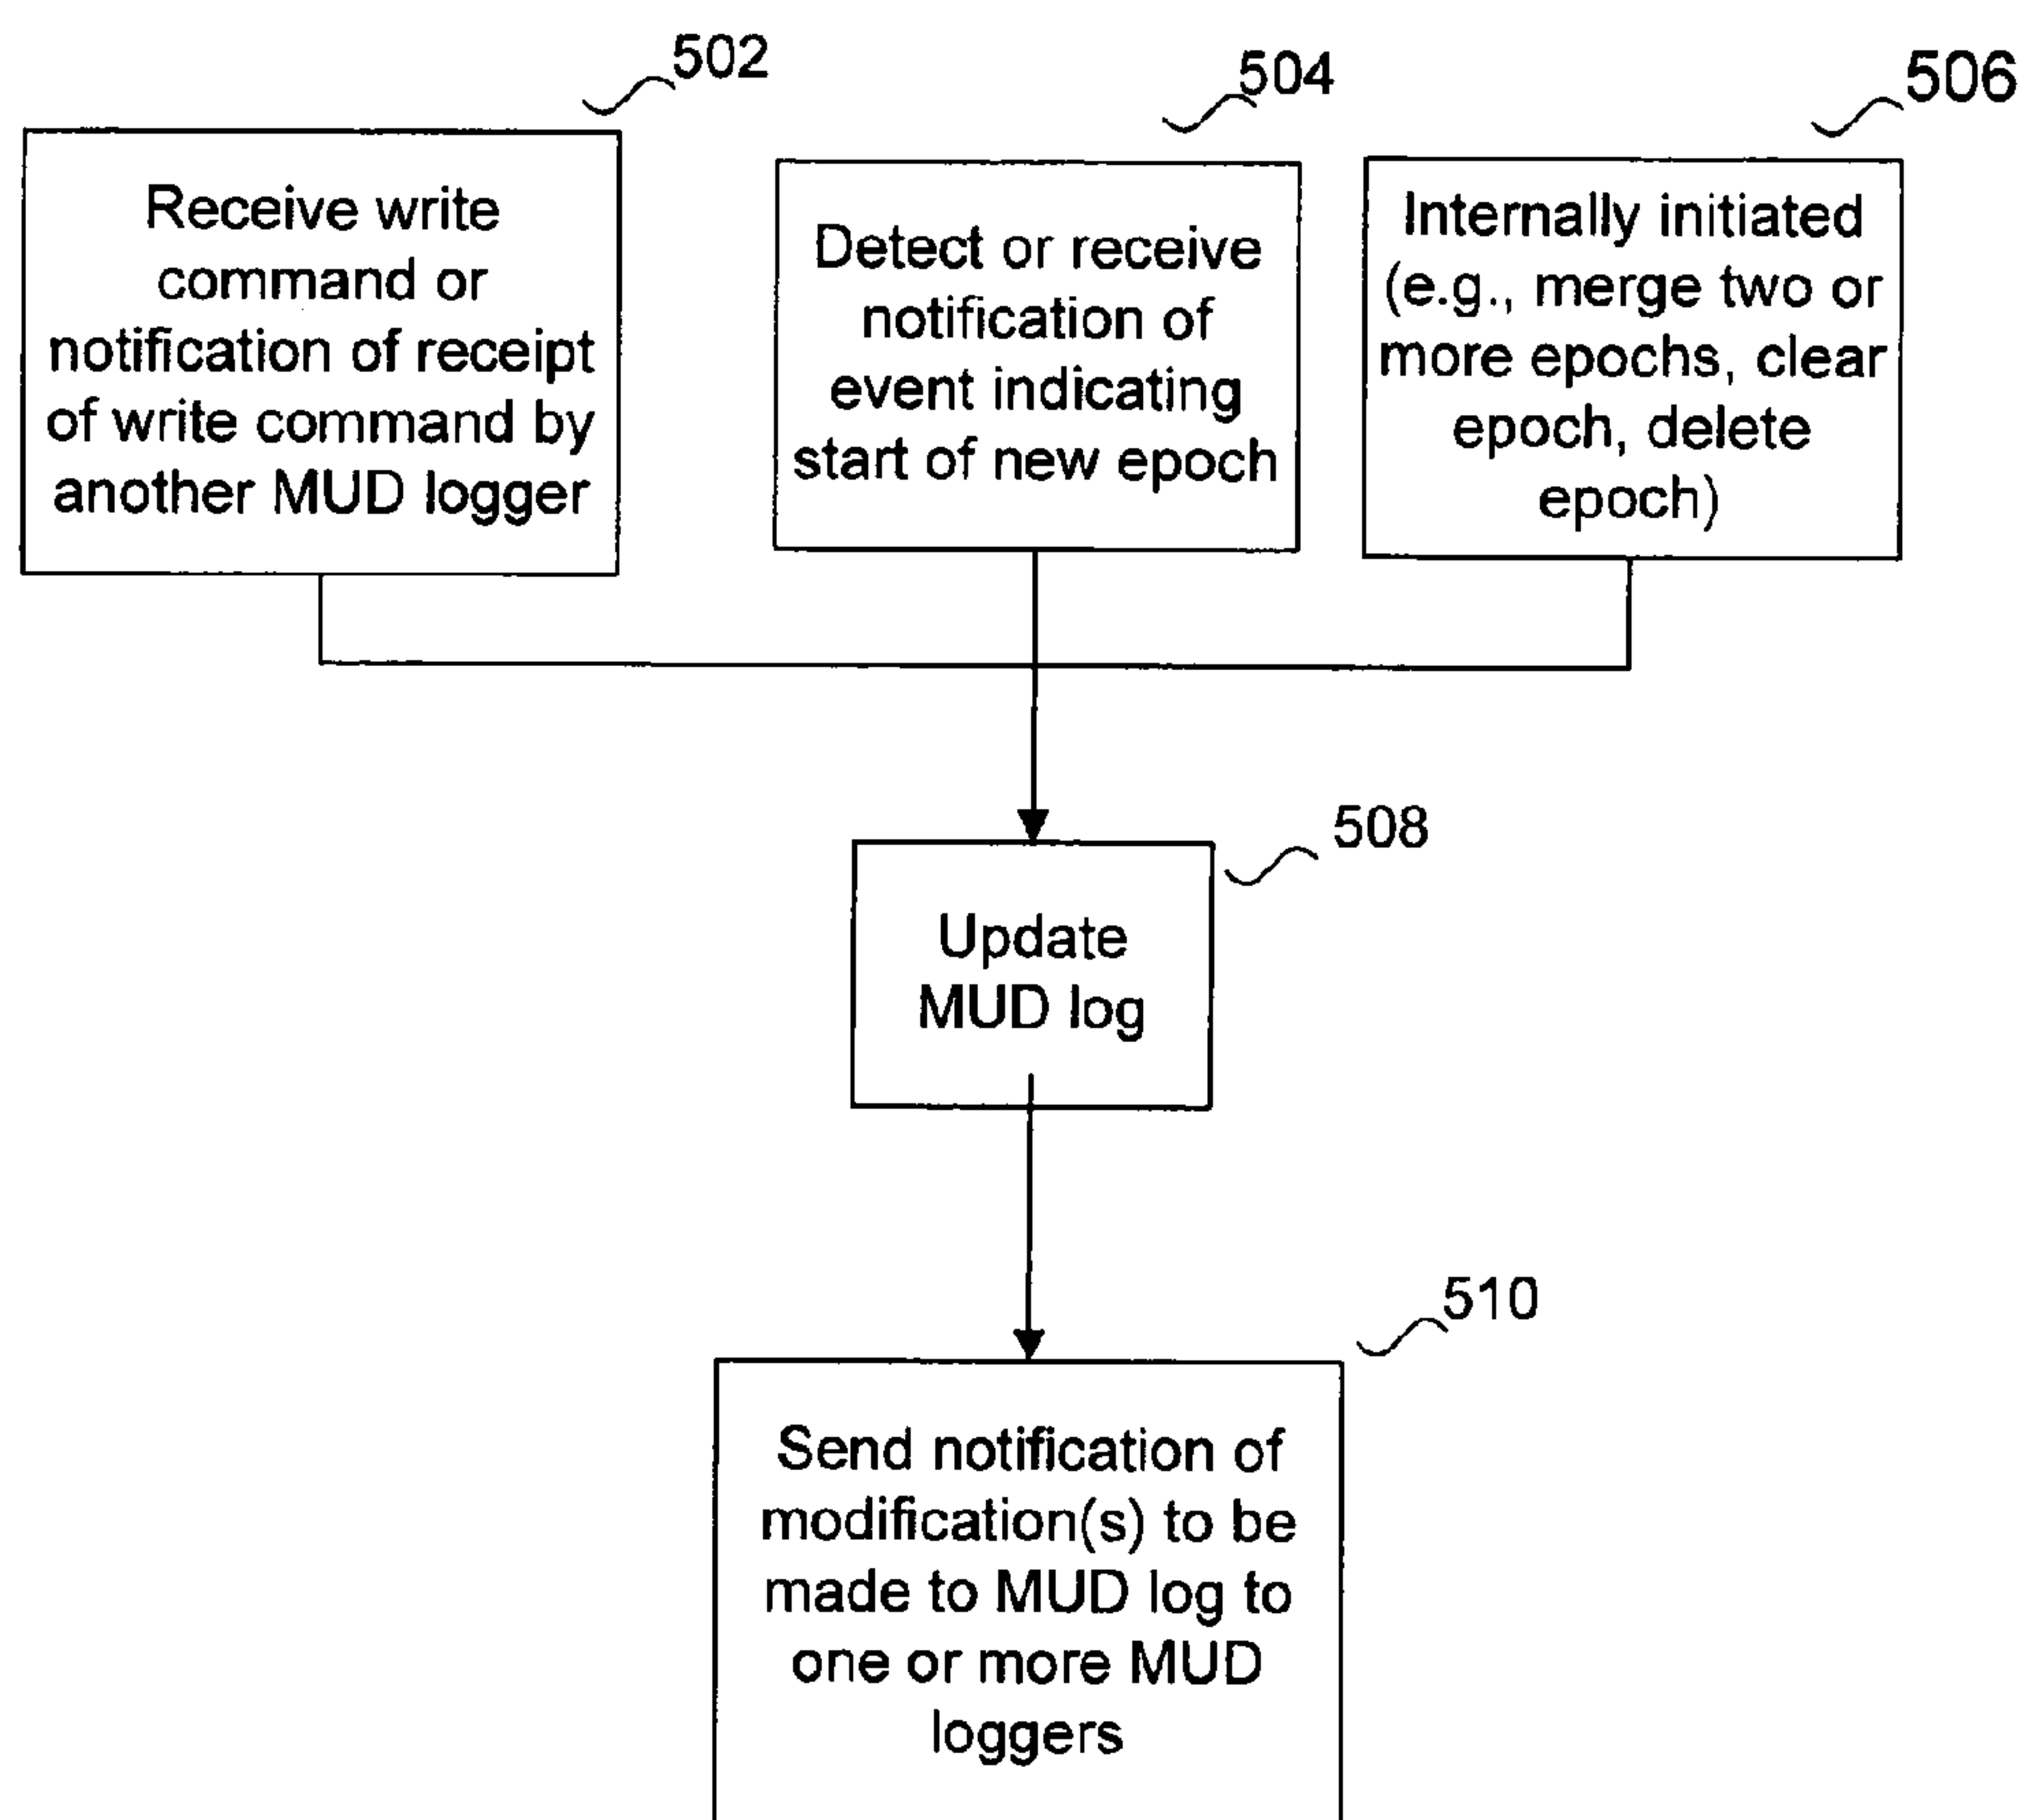 502
Receive write
command or
notification of receipt
of write command by
another MUD logger
504
Detect or receive
notification of
event indicating
start of new epoch
506
Internally initiated
(e.g., merge two or
more epochs, clear
epoch, delete
epoch)
508
Update
MUD log
510
Send notification of
modification(s) to be
made to MUD log to
one or more MUD
loggers